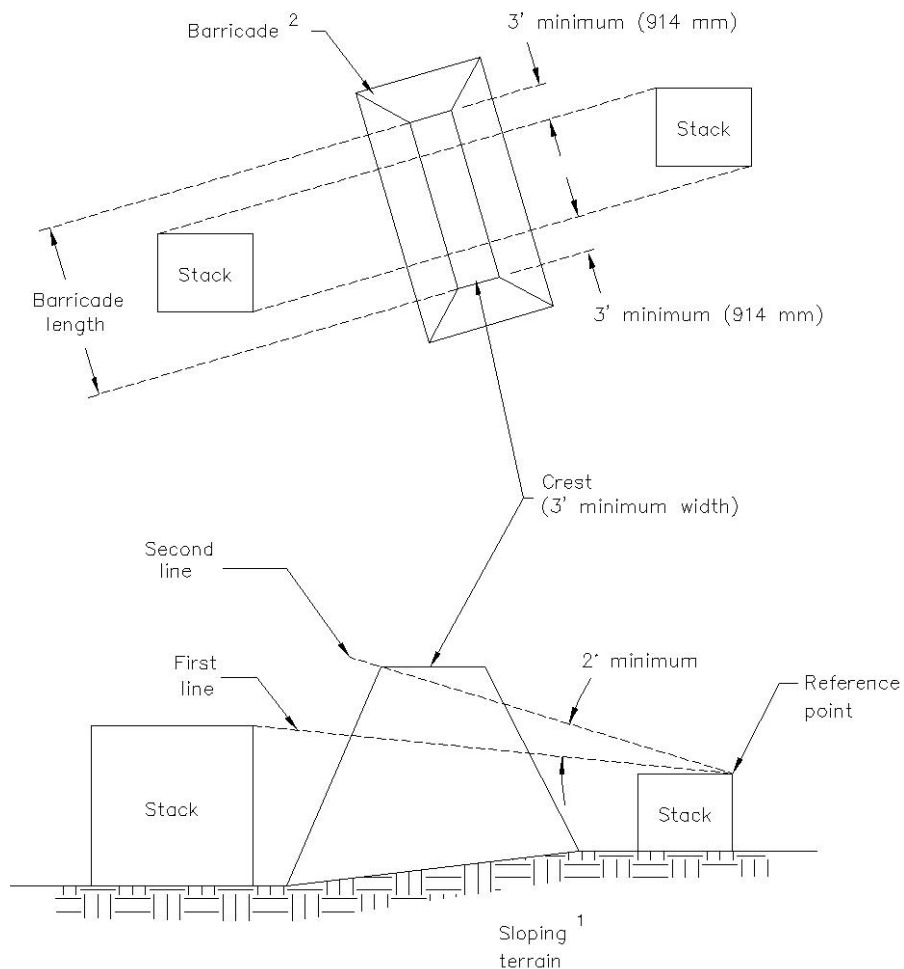 Barricade 2
3' minimum (914 mm)
Stack
Stack
Barricade
length
3' minimum (914 mm)
Crest
(3' minimum width)
Second
line
First
line
2° minimum
Reference
point
Stack
Stack
Sloping 1
terrain